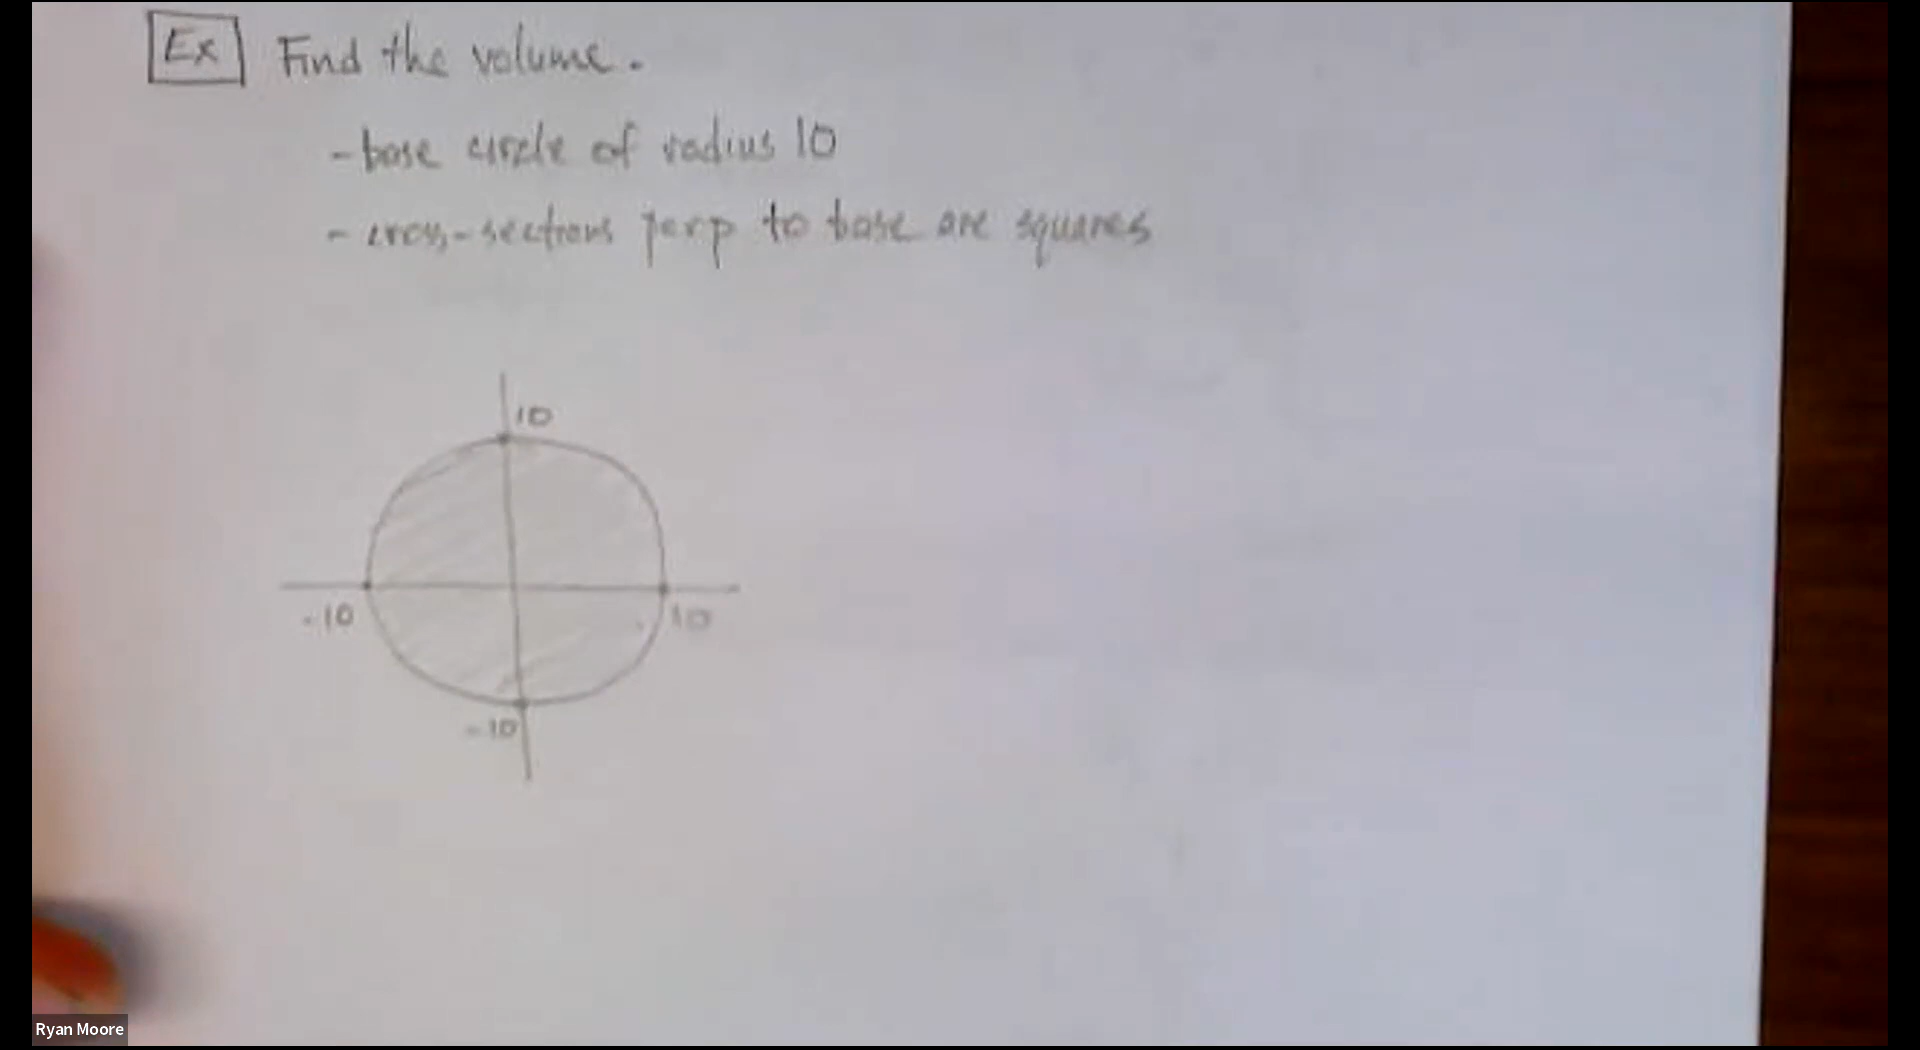 Ex Find the volume.
- base circle of radius 10
- cross-sections perp to base are squares
10
-10 10
-10
Ryan Moore